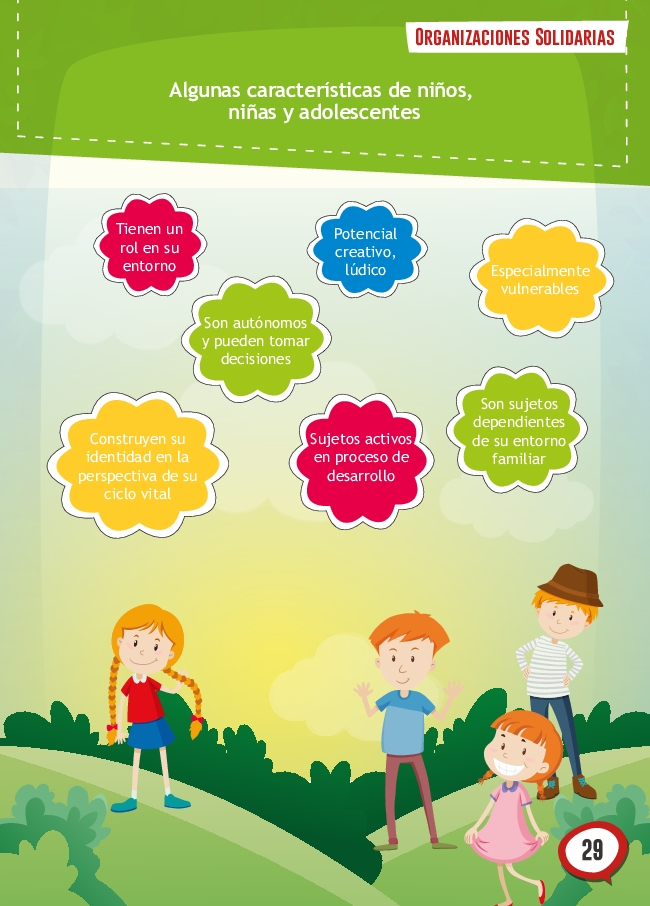 ORGANIZACIONES SOLIDARIAS
Algunas características de niños,
niñas y adolescentes
Tienen un
rol en su
entorno
Potencial
creativo,
lúdico
Especialmente
vulnerables
Son autónomos
y pueden tomar
decisiones
Son sujetos
dependientes
de su entorno
familiar
Construyen su
identidad en la
perspectiva de su
ciclo vital
Sujetos activos
en proceso de
desarrollo
29